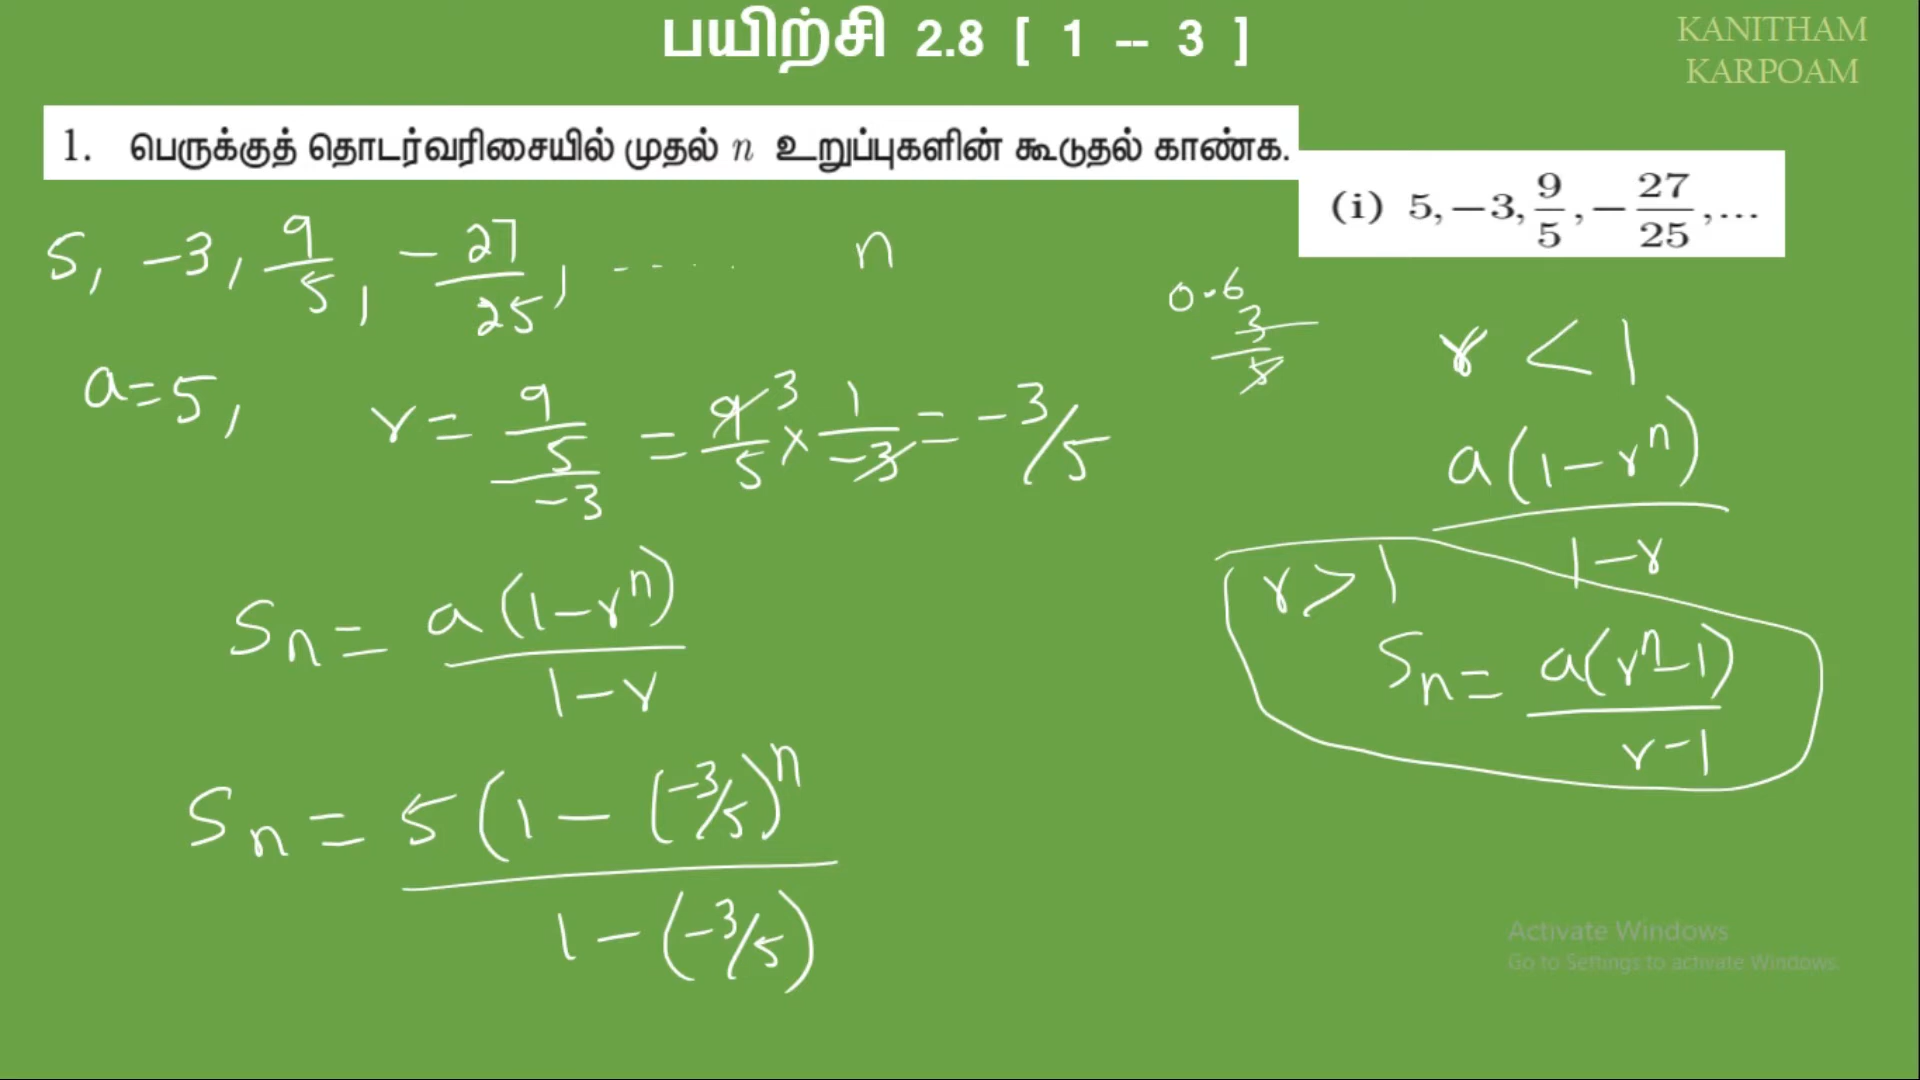 பயிற்சி 2.8 [ 1 -- 3 ]
KANITHAM
KARPOAM
1. பெருக்குத் தொடர்வரிசையில் முதல் n உறுப்புகளின் கூடுதல் காண்க.
(i) 5, −3, 9/5, −27/25, ...
5, -3, 9/5, -27/25, ..... n
0.6
3/5
r < 1
a = 5, r = 9/5/-3 = 9/5 3 × 1/-3 = -3/5
a(1-r^n)/1-r
r > 1
Sn = a(1-r^n)/1-r
Sn = a(r^n-1)/r-1
Sn = 5(1-(-3/5)^n/1-(-3/5)
Activate Windows
Go to Settings to activate Windows.